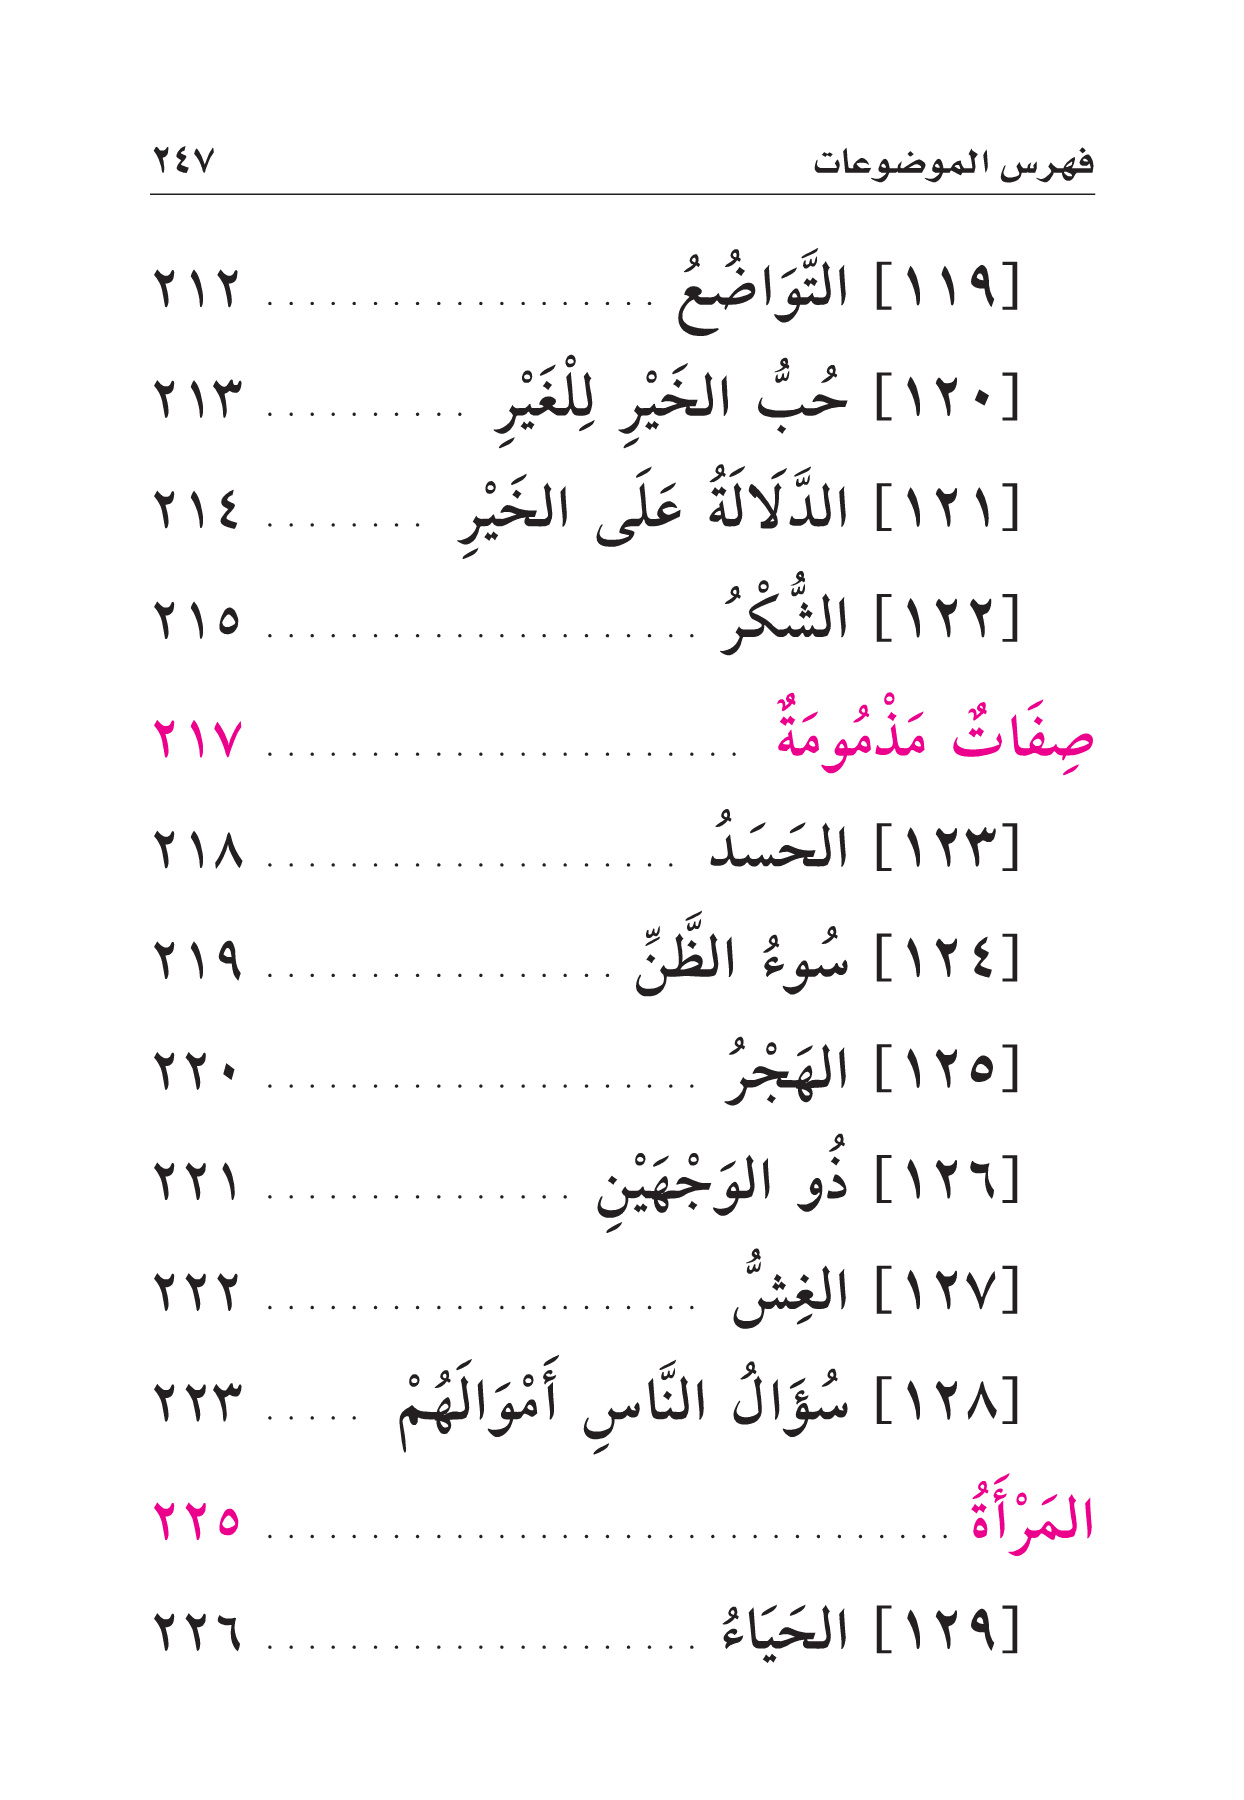 فهرس الموضوعات ٢٤٧
[١١٩] التَّوَاضُعُ . . . . . . . . . . . . . . . . . . . ٢١٢
[١٢٠] حُبُّ الخَيْرِ لِلْغَيْرِ . . . . . . . . . . ٢١٣
[١٢١] الدَّلَالَةُ عَلَى الخَيْرِ . . . . . . . . ٢١٤
[١٢٢] الشُّكْرُ . . . . . . . . . . . . . . . . . . . . . ٢١٥
صِفَاتٌ مَذْمُومَةٌ . . . . . . . . . . . . . . . . . . . . . . . ٢١٧
[١٢٣] الحَسَدُ . . . . . . . . . . . . . . . . . . . . ٢١٨
[١٢٤] سُوءُ الظَّنِّ . . . . . . . . . . . . . . . . . ٢١٩
[١٢٥] الهَجْرُ . . . . . . . . . . . . . . . . . . . . . ٢٢٠
[١٢٦] ذُو الوَجْهَيْنِ . . . . . . . . . . . . . . . ٢٢١
[١٢٧] الغِشُّ . . . . . . . . . . . . . . . . . . . . . ٢٢٢
[١٢٨] سُؤَالُ النَّاسِ أَمْوَالَهُمْ . . . . . ٢٢٣
المَرْأَةُ . . . . . . . . . . . . . . . . . . . . . . . . . . . . . . . . . ٢٢٥
[١٢٩] الحَيَاءُ . . . . . . . . . . . . . . . . . . . . . ٢٢٦